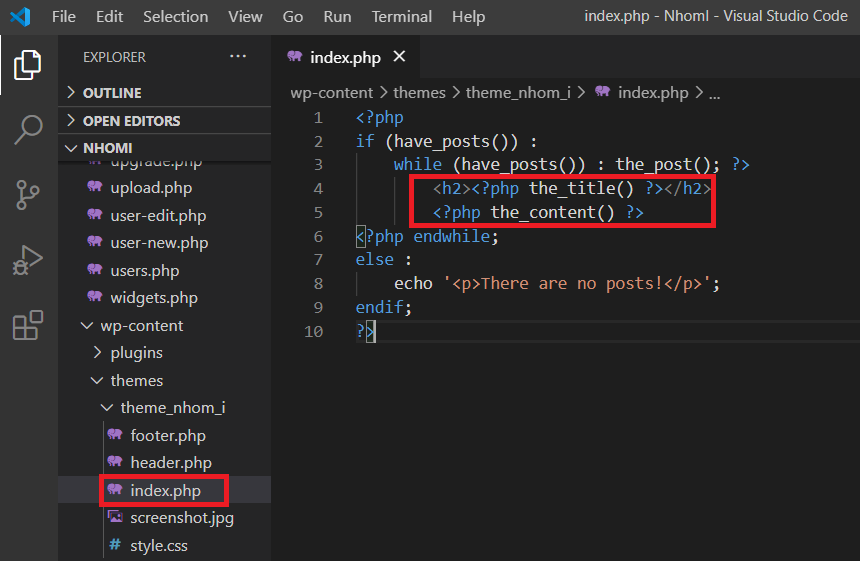 File Edit Selection View Go Run Terminal Help index.php - NhomI - Visual Studio Code
EXPLORER ...
OUTLINE
OPEN EDITORS
NHOMI
upgrade.php
upload.php
user-edit.php
user-new.php
users.php
widgets.php
wp-content
plugins
themes
theme_nhom_i
footer.php
header.php
index.php
screenshot.jpg
# style.css
index.php
wp-content > themes > theme_nhom_i > index.php > ...
1 <?php
2 if (have_posts()) :
3 while (have_posts()) : the_post(); ?>
4 <h2><?php the_title() ?></h2>
5 <?php the_content() ?>
6 <?php endwhile;
7 else :
8 echo '<p>There are no posts!</p>';
9 endif;
10 ?>